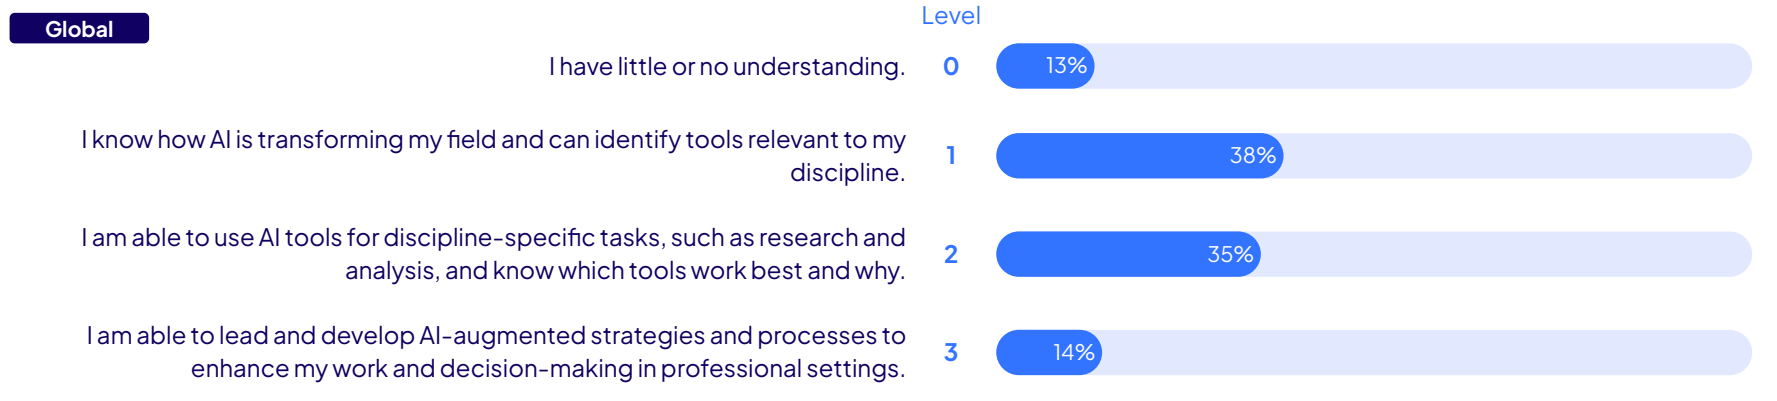 Global
Level
I have little or no understanding. 0 13%
I know how AI is transforming my field and can identify tools relevant to my
discipline. 1 38%
I am able to use AI tools for discipline-specific tasks, such as research and
analysis, and know which tools work best and why. 2 35%
I am able to lead and develop AI-augmented strategies and processes to
enhance my work and decision-making in professional settings. 3 14%